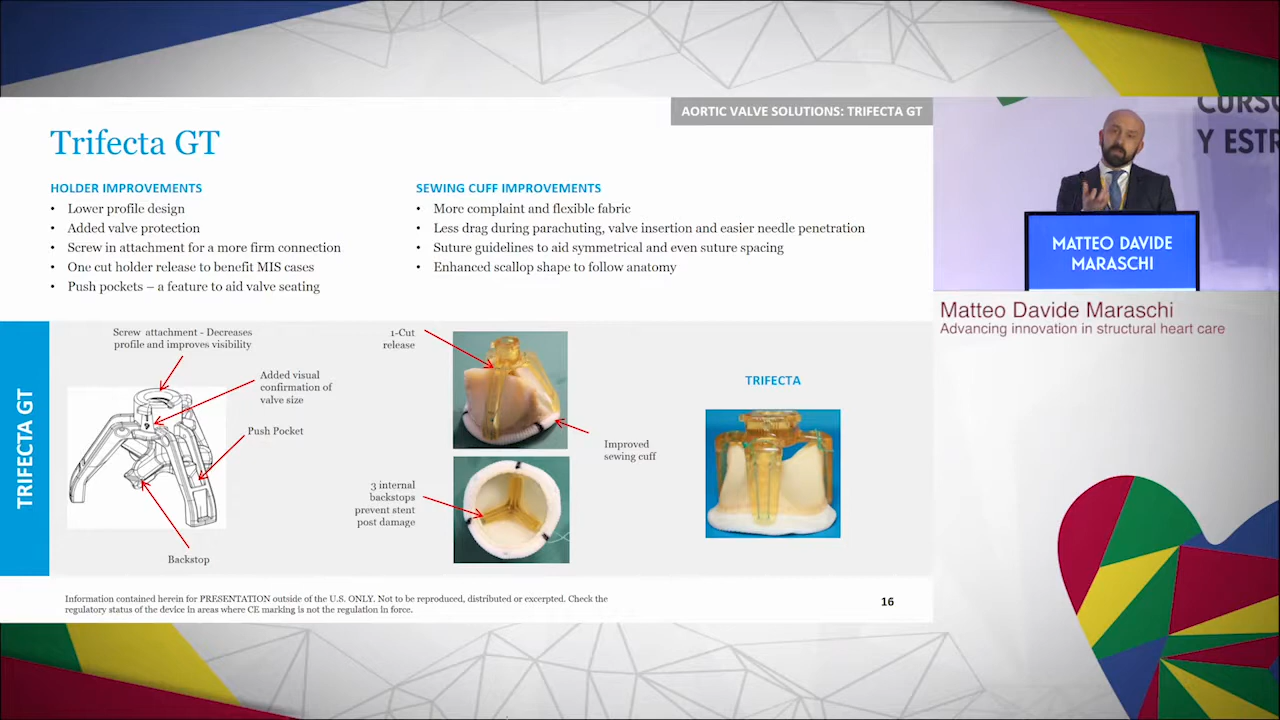 AORTIC VALVE SOLUTIONS: TRIFECTA GT
Trifecta GT
HOLDER IMPROVEMENTS
• Lower profile design
• Added valve protection
• Screw in attachment for a more firm connection
• One cut holder release to benefit MIS cases
• Push pockets – a feature to aid valve seating
SEWING CUFF IMPROVEMENTS
• More complaint and flexible fabric
• Less drag during parachuting, valve insertion and easier needle penetration
• Suture guidelines to aid symmetrical and even suture spacing
• Enhanced scallop shape to follow anatomy
TRIFECTA GT
Screw attachment - Decreases
profile and improves visibility
Added visual
confirmation of
valve size
Push Pocket
Backstop
1-Cut
release
Improved
sewing cuff
3 internal
backstops
prevent stent
post damage
TRIFECTA
Information contained herein for PRESENTATION outside of the U.S. ONLY. Not to be reproduced, distributed or excerpted. Check the
regulatory status of the device in areas where CE marking is not the regulation in force.
16
CURSO
Y ESTR
MATTEO DAVIDE
MARASCHI
Matteo Davide Maraschi
Advancing innovation in structural heart care